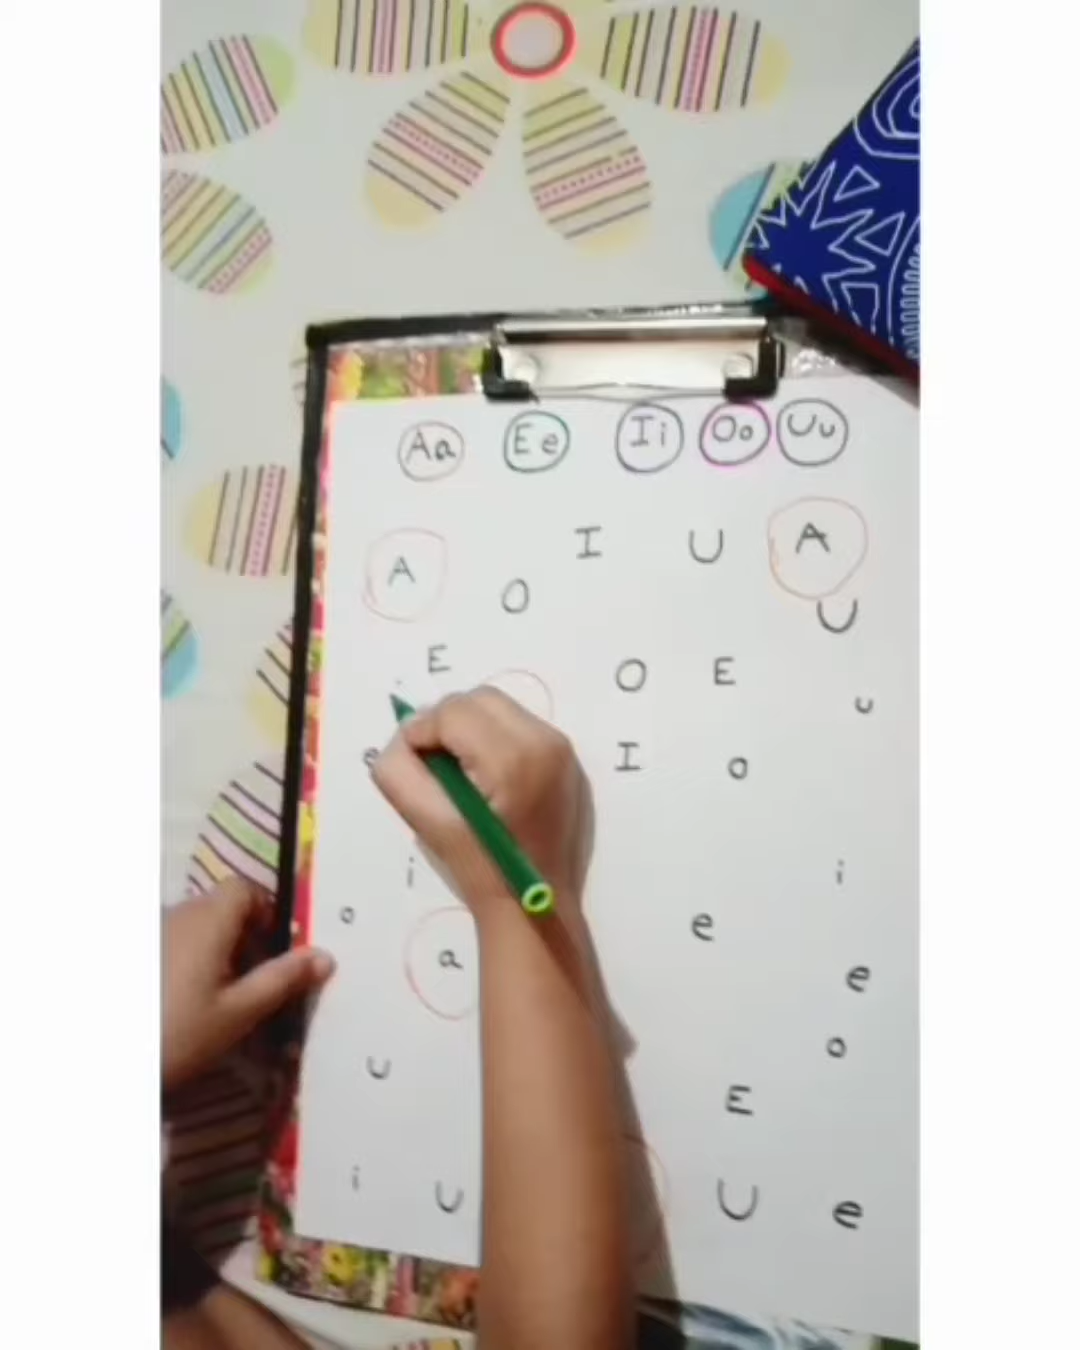 Aa Ee Ii Oo Uu
I U A
A O U
E O E u
e I o
i i
o e
a e
u o
E
i U U e